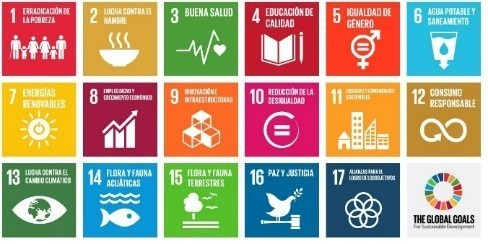 1 ERRADICACIÓN DE
LA POBREZA
2 LUCHA CONTRA EL
HAMBRE
3 BUENA SALUD
4 EDUCACIÓN DE
CALIDAD
5 IGUALDAD DE
GÉNERO
6 AGUA POTABLE Y
SANEAMIENTO
7 ENERGÍAS
RENOVABLES
8 EMPLEO DIGNO Y
CRECIMIENTO ECONÓMICO
9 INNOVACIÓN E
INFRAESTRUCTURAS
10 REDUCCIÓN DE LA
DESIGUALDAD
11 CIUDADES Y COMUNIDADES
SOSTENIBLES
12 CONSUMO
RESPONSABLE
13 LUCHA CONTRA EL
CAMBIO CLIMÁTICO
14 FLORA Y FAUNA
ACUÁTICAS
15 FLORA Y FAUNA
TERRESTRES
16 PAZ Y JUSTICIA
17 ALIANZAS PARA EL
LOGRO DE LOS OBJETIVOS
THE GLOBAL GOALS
For Sustainable Development